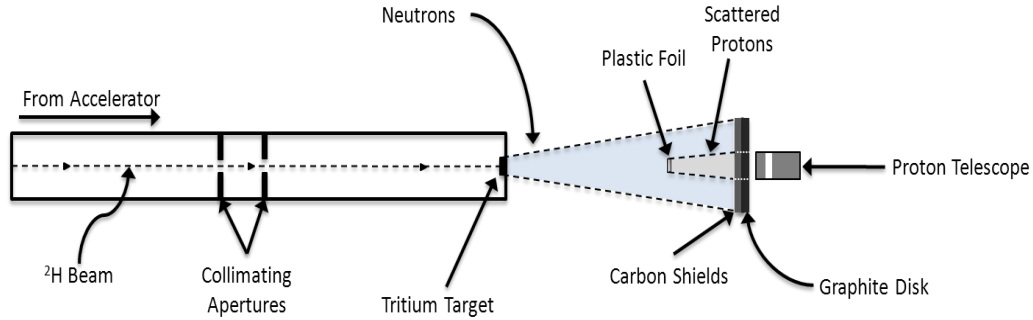 Neutrons
Scattered
Protons
Plastic Foil
From Accelerator
Proton Telescope
²H Beam
Collimating
Apertures
Tritium Target
Carbon Shields
Graphite Disk